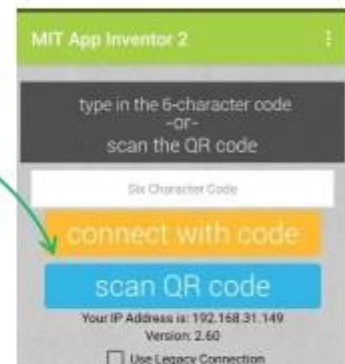 MIT App Inventor 2
type in the 6-character code
-or-
scan the QR code
Six Character Code
connect with code
scan QR code
Your IP Address is: 192.168.31.149
Version: 2.60
Use Legacy Connection